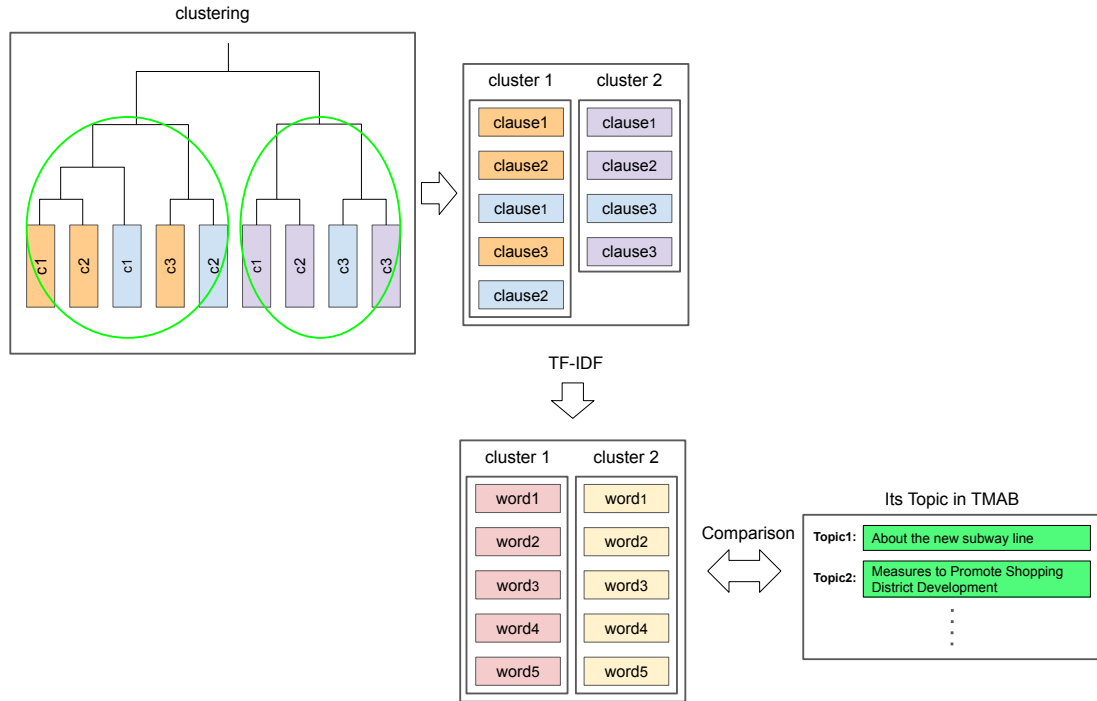 clustering
c1
c2
c1
c3
c2
c1
c2
c3
c3
cluster 1
cluster 2
clause1
clause1
clause2
clause2
clause1
clause3
clause3
clause3
clause2
TF-IDF
cluster 1
cluster 2
word1
word1
word2
word2
word3
word3
word4
word4
word5
word5
Comparison
Its Topic in TMAB
Topic1:
About the new subway line
Topic2:
Measures to Promote Shopping
District Development